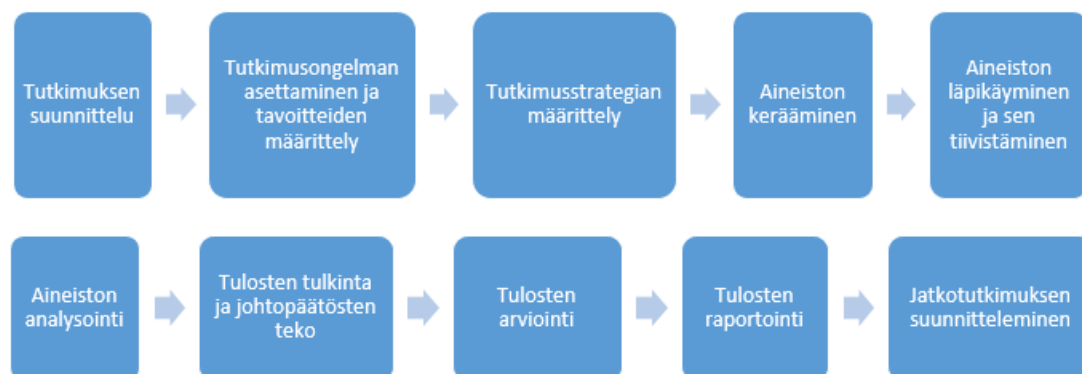 Tutkimuksen
suunnittelu
Tutkimusongelman
asettaminen ja
tavoitteiden
määrittely
Tutkimusstrategian
määrittely
Aineiston
kerääminen
Aineiston
läpikäyminen
ja sen
tiivistäminen
Aineiston
analysointi
Tulosten tulkinta
ja johtopäätösten
teko
Tulosten
arviointi
Tulosten
raportointi
Jatkotutkimuksen
suunnitteleminen